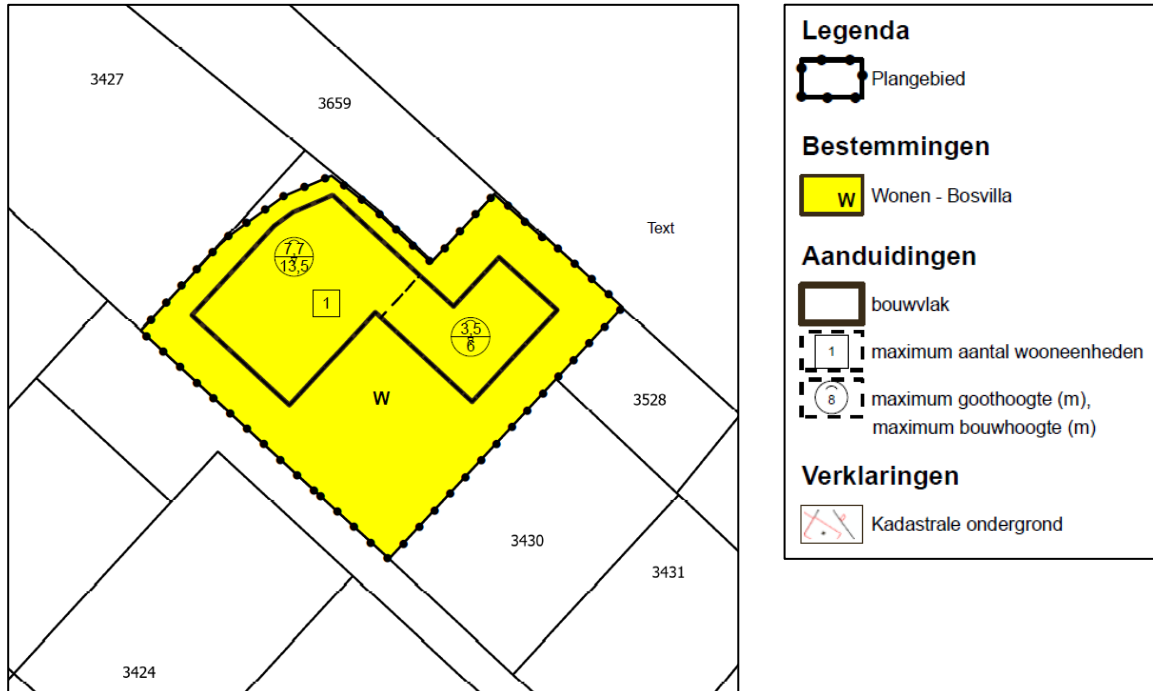 3427
3659
Text
7,7
13,5
1
3,5
6
W
3528
3430
3431
3424
Legenda
Plangebied
Bestemmingen
W
Wonen - Bosvilla
Aanduidingen
bouwvlak
1
maximum aantal wooneenheden
8
maximum goothoogte (m),
maximum bouwhoogte (m)
Verklaringen
Kadastrale ondergrond